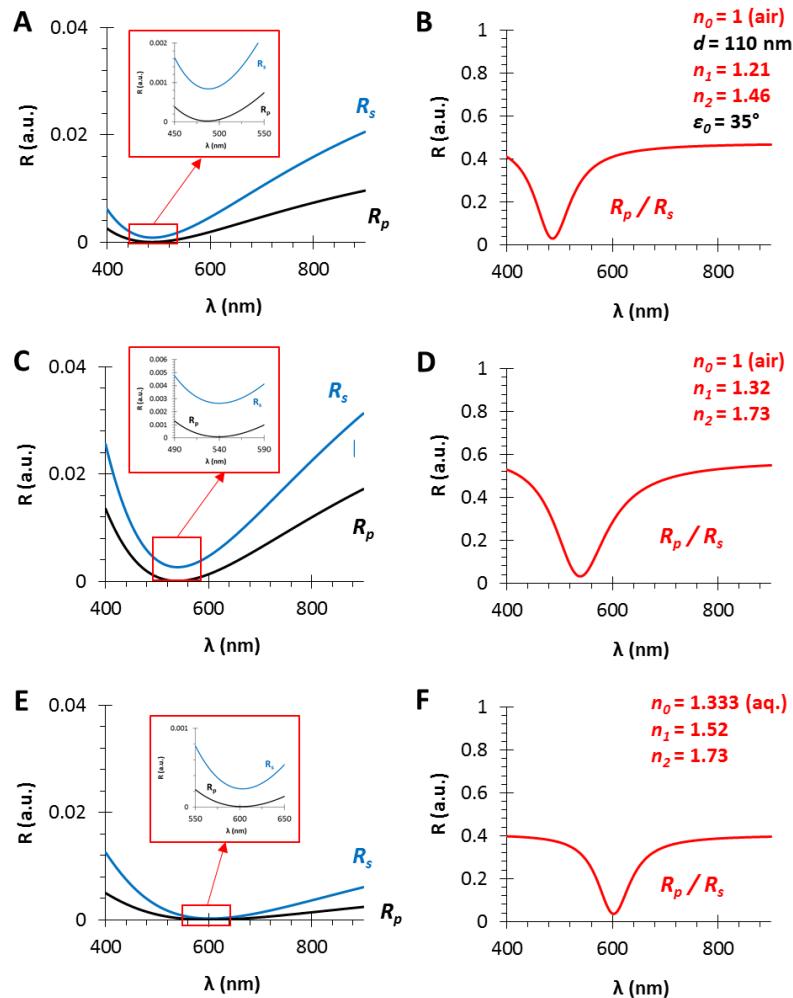 A
0.04
0.02
0
R (a.u.)
400
600
800
λ (nm)
R_s
R_p
0.002
0.001
0
R (a.u.)
450
500
550
λ (nm)
R_s
R_p
B
1
0.8
0.6
0.4
0.2
0
R (a.u.)
400
600
800
λ (nm)
n_0 = 1 (air)
d = 110 nm
n_1 = 1.21
n_2 = 1.46
ε_0 = 35°
R_p / R_s
C
0.04
0.02
0
R (a.u.)
400
600
800
λ (nm)
R_s
R_p
0.006
0.005
0.004
0.003
0.002
0.001
0
R (a.u.)
490
540
590
λ (nm)
R_s
R_p
D
1
0.8
0.6
0.4
0.2
0
R (a.u.)
400
600
800
λ (nm)
n_0 = 1 (air)
n_1 = 1.32
n_2 = 1.73
R_p / R_s
E
0.04
0.02
0
R (a.u.)
400
600
800
λ (nm)
R_s
R_p
0.001
0
R (a.u.)
550
600
650
λ (nm)
R_s
R_p
F
1
0.8
0.6
0.4
0.2
0
R (a.u.)
400
600
800
λ (nm)
n_0 = 1.333 (aq.)
n_1 = 1.52
n_2 = 1.73
R_p / R_s